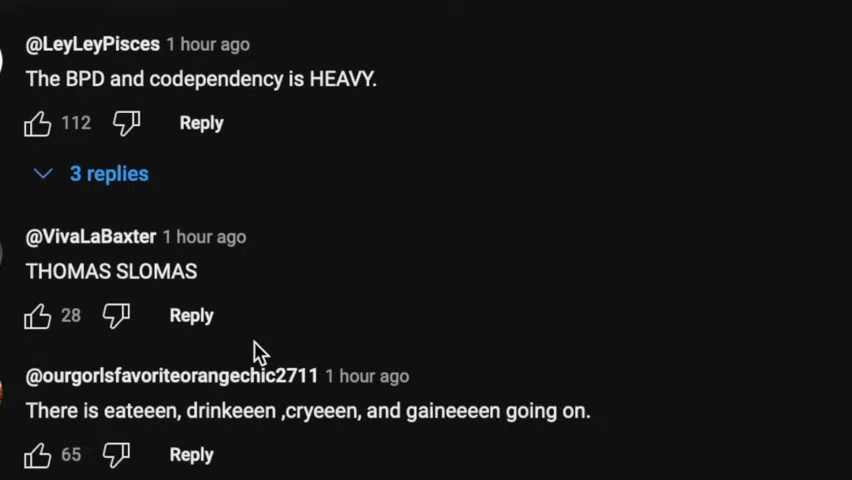 @LeyLeyPisces 1 hour ago
The BPD and codependency is HEAVY.
112 Reply
3 replies
@VivaLaBaxter 1 hour ago
THOMAS SLOMAS
28 Reply
@ourgorlsfavoriteorangechic2711 1 hour ago
There is eateeen, drinkeeen ,cryeeen, and gaineeeen going on.
65 Reply